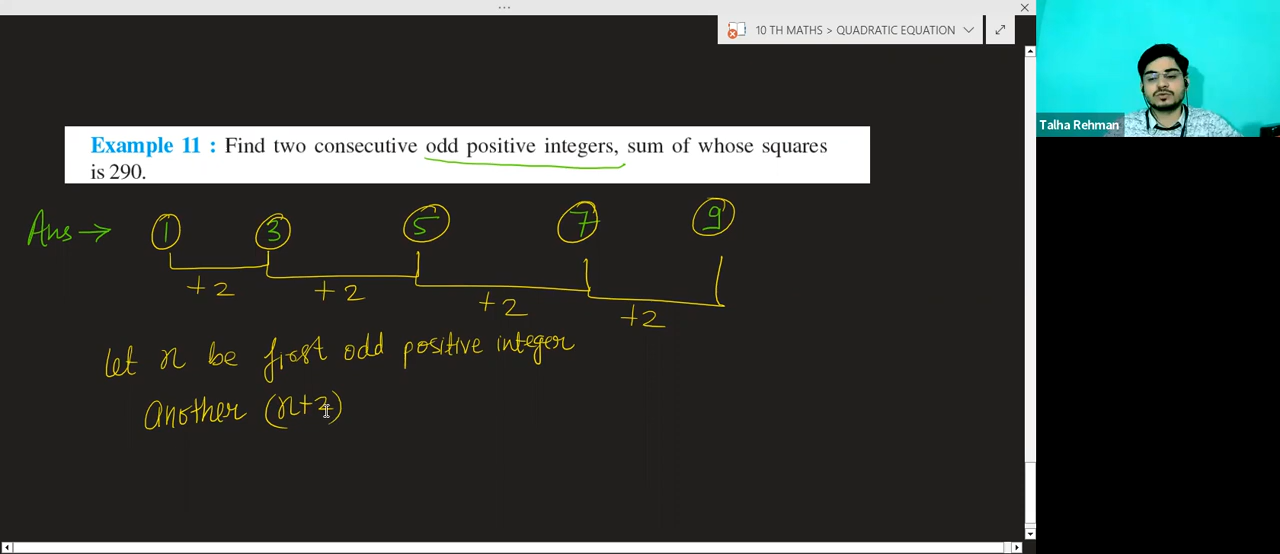 10 TH MATHS > QUADRATIC EQUATION
Talha Rehman
Example 11 : Find two consecutive odd positive integers, sum of whose squares
is 290.
Ans → 1 3 5 7 9
+2 +2 +2 +2
let x be first odd positive integer
another (x+2)